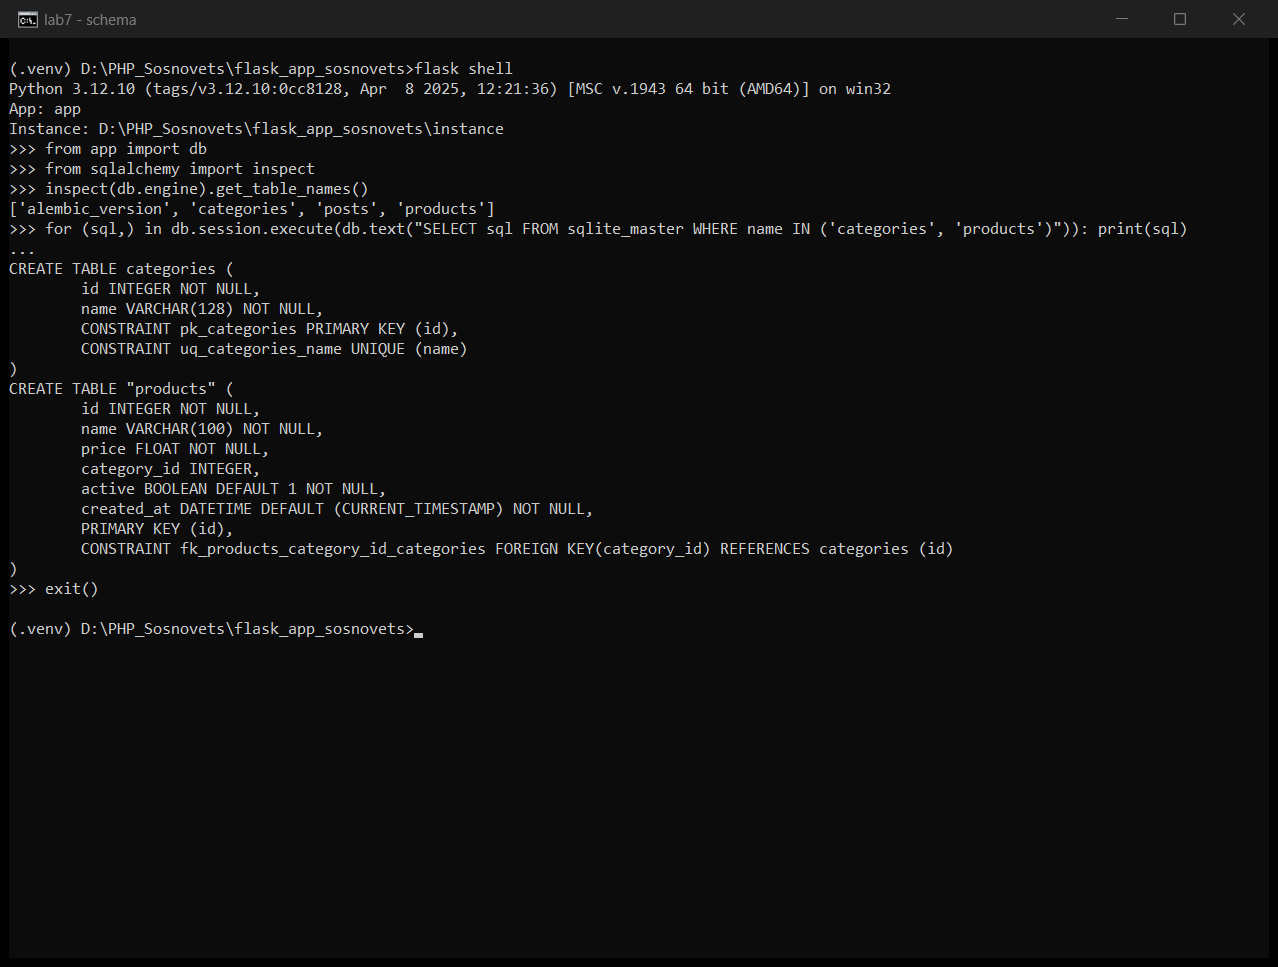 lab7 - schema
(.venv) D:\PHP_Sosnovets\flask_app_sosnovets>flask shell
Python 3.12.10 (tags/v3.12.10:0cc8128, Apr  8 2025, 12:21:36) [MSC v.1943 64 bit (AMD64)] on win32
App: app
Instance: D:\PHP_Sosnovets\flask_app_sosnovets\instance
>>> from app import db
>>> from sqlalchemy import inspect
>>> inspect(db.engine).get_table_names()
['alembic_version', 'categories', 'posts', 'products']
>>> for (sql,) in db.session.execute(db.text("SELECT sql FROM sqlite_master WHERE name IN ('categories', 'products')")): print(sql)
...
CREATE TABLE categories (
        id INTEGER NOT NULL,
        name VARCHAR(128) NOT NULL,
        CONSTRAINT pk_categories PRIMARY KEY (id),
        CONSTRAINT uq_categories_name UNIQUE (name)
)
CREATE TABLE "products" (
        id INTEGER NOT NULL,
        name VARCHAR(100) NOT NULL,
        price FLOAT NOT NULL,
        category_id INTEGER,
        active BOOLEAN DEFAULT 1 NOT NULL,
        created_at DATETIME DEFAULT (CURRENT_TIMESTAMP) NOT NULL,
        PRIMARY KEY (id),
        CONSTRAINT fk_products_category_id_categories FOREIGN KEY(category_id) REFERENCES categories (id)
)
>>> exit()
(.venv) D:\PHP_Sosnovets\flask_app_sosnovets>